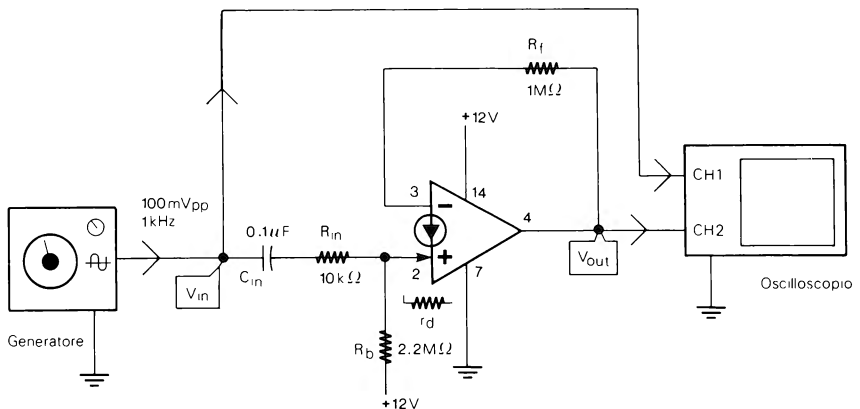 Rf
1MΩ
+12V
3
14
−
4
+
2
7
100mVpp
1kHz
0.1uF
Rin
Cin
10kΩ
Vin
rd
Rb
2.2MΩ
+12V
Vout
CH1
CH2
Generatore
Oscilloscopio